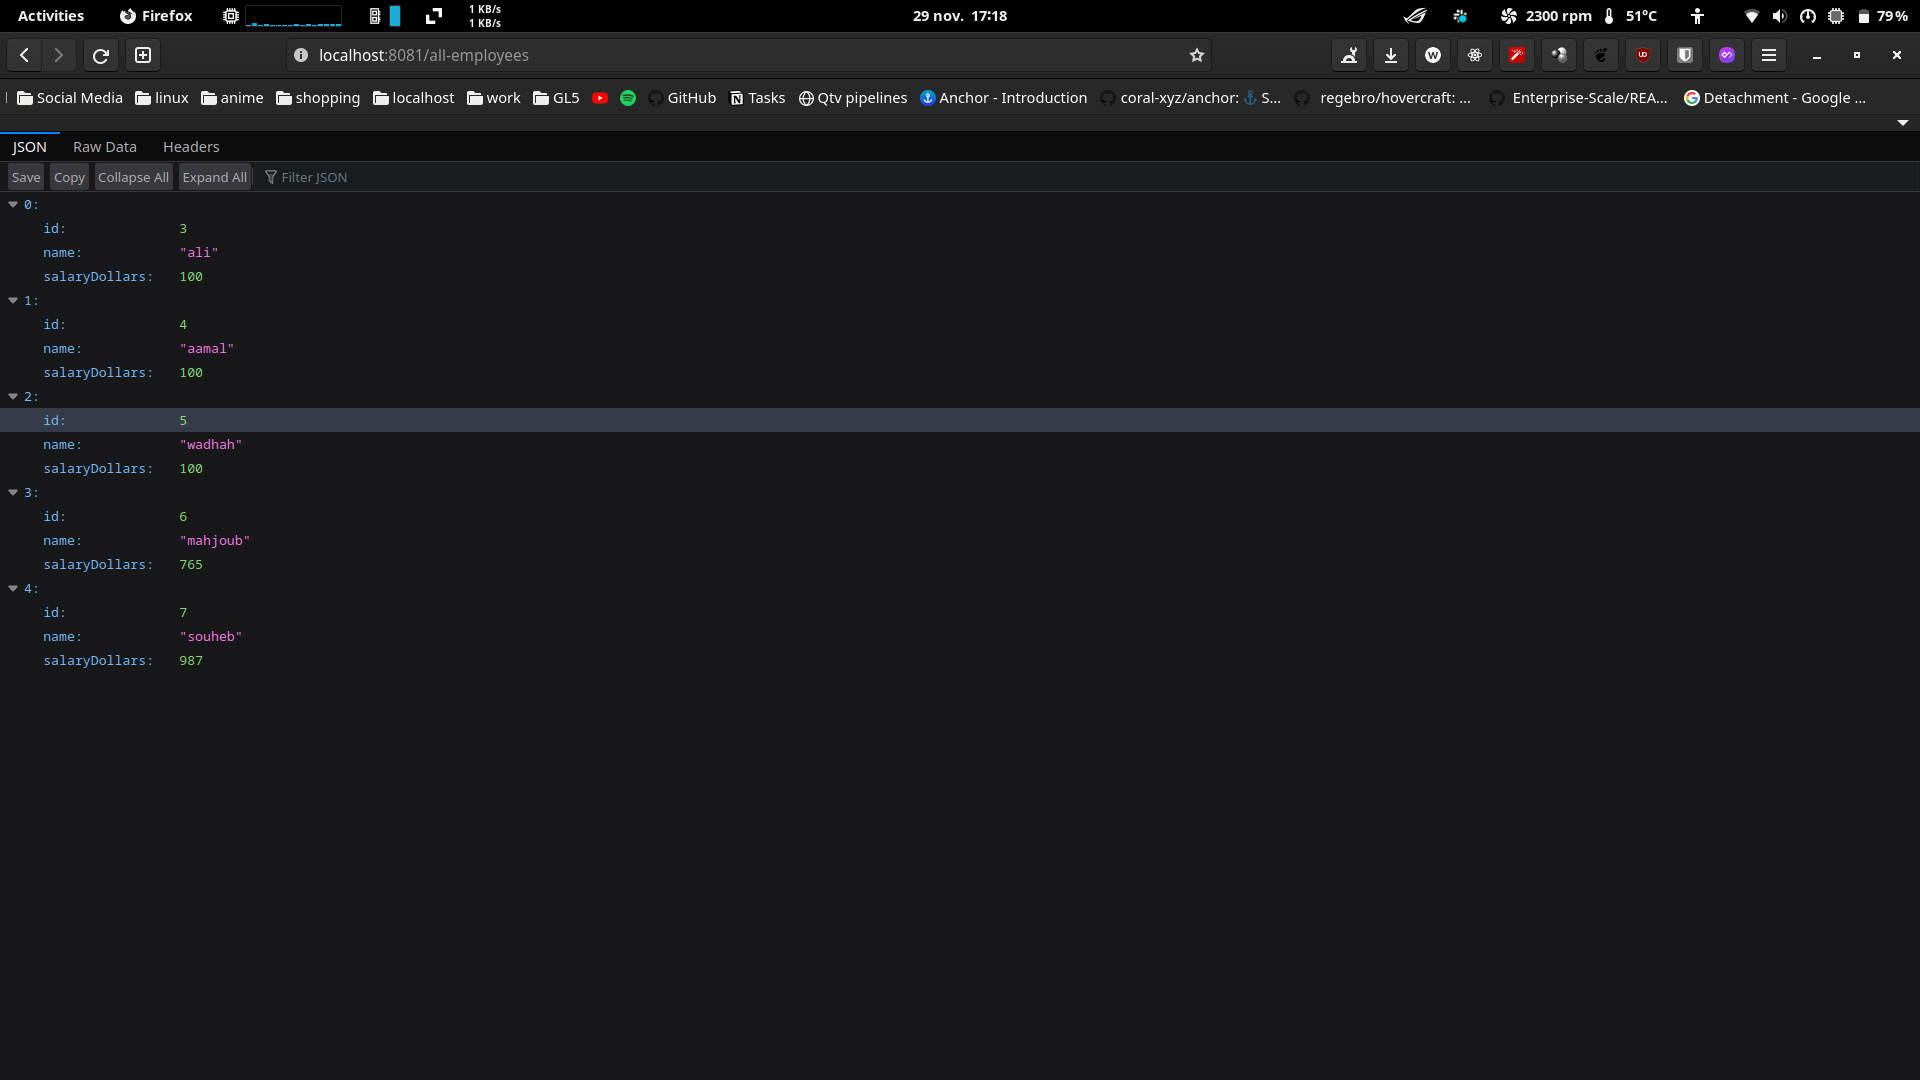 Activities Firefox 1 KB/s 1 KB/s 29 nov. 17:18 2300 rpm 51°C 79%
localhost:8081/all-employees
Social Media linux anime shopping localhost work GL5 GitHub Tasks Qtv pipelines Anchor - Introduction coral-xyz/anchor: ⚓ S... regebro/hovercraft: ... Enterprise-Scale/REA... Detachment - Google ...
JSON Raw Data Headers
Save Copy Collapse All Expand All Filter JSON
0:
id: 3
name: "ali"
salaryDollars: 100
1:
id: 4
name: "aamal"
salaryDollars: 100
2:
id: 5
name: "wadhah"
salaryDollars: 100
3:
id: 6
name: "mahjoub"
salaryDollars: 765
4:
id: 7
name: "souheb"
salaryDollars: 987